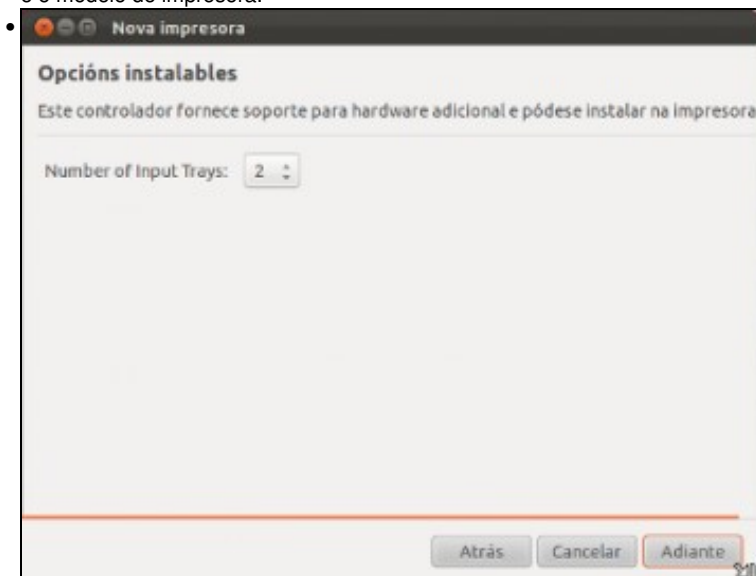 Nova impresora
Opcións instalables
Este controlador fornece soporte para hardware adicional e pódese instalar na impresora
Number of Input Trays: 2
Atrás Cancelar Adiante